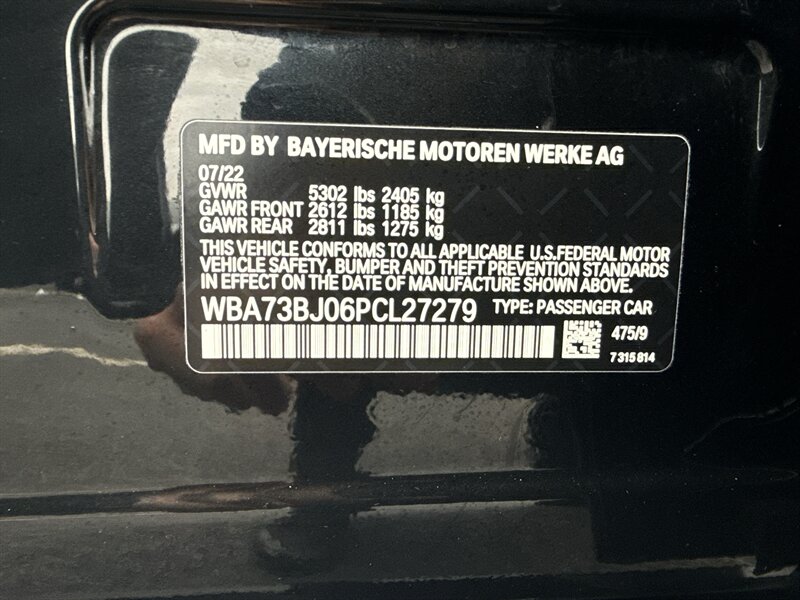 MFD BY BAYERISCHE MOTOREN WERKE AG
07/22
GVWR 5302 lbs 2405 kg
GAWR FRONT 2612 lbs 1185 kg
GAWR REAR 2811 lbs 1275 kg
THIS VEHICLE CONFORMS TO ALL APPLICABLE U.S.FEDERAL MOTOR
VEHICLE SAFETY, BUMPER AND THEFT PREVENTION STANDARDS
IN EFFECT ON THE DATE OF MANUFACTURE SHOWN ABOVE.
WBA73BJ06PCL27279 TYPE: PASSENGER CAR
475/9
7 315 814